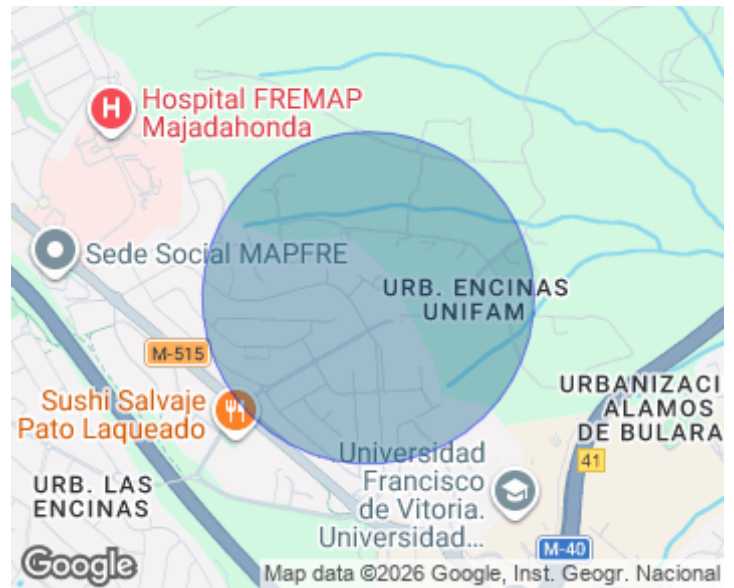 H
Hospital FREMAP
Majadahonda
Sede Social MAPFRE
URB. ENCINAS
UNIFAM
M-515
Sushi Salvaje
Pato Laqueado
URBANIZACI
ALAMOS
DE BULARA
41
Universidad
Francisco
de Vitoria.
Universidad...
URB. LAS
ENCINAS
M-40
Google
Map data ©2026 Google, Inst. Geogr. Nacional